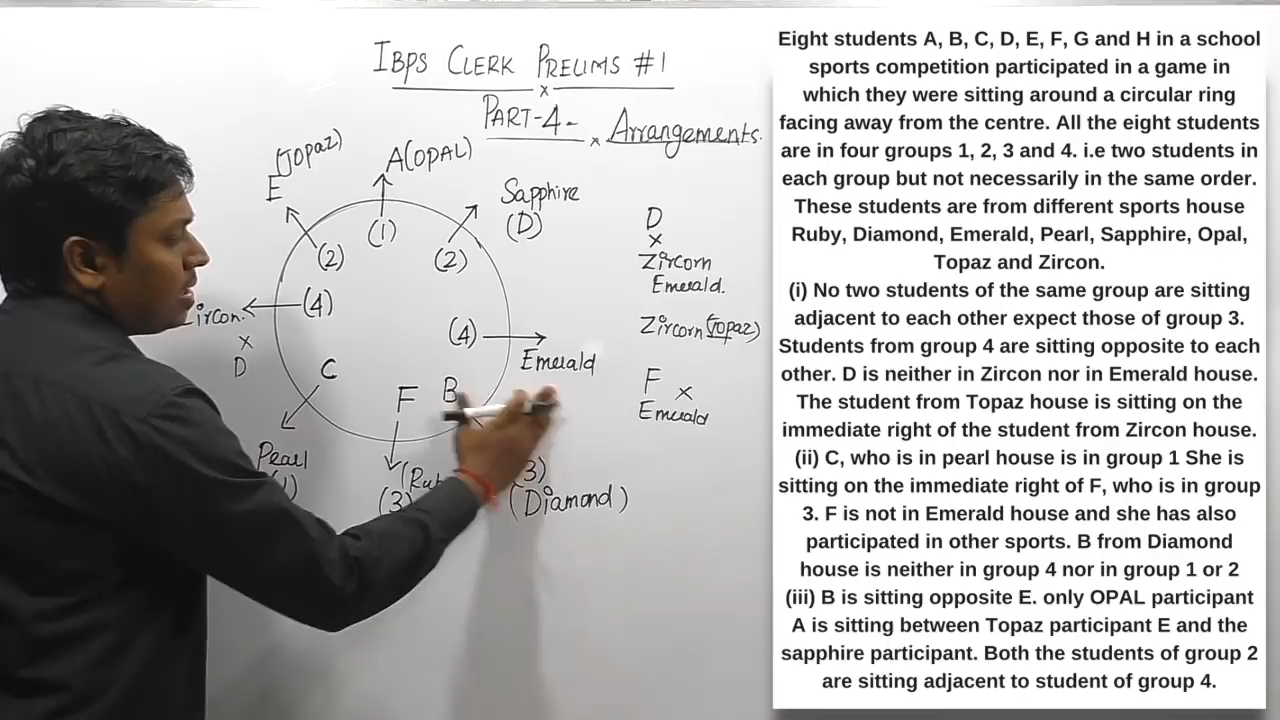 IBPS CLERK PRELIMS #1
x
PART-4-
x Arrangements.
(Topaz)
E
A(OPAL)
Sapphire
(D)
(1)
(2)
(2)
D
x
Zircorn
Emerald.
(4)
Zircon.
x
D
(4)
Emerald
Zircorn (Topaz)
C
F
B
F x
Emerald
Pearl
(3)
(3)
(Diamond)
Eight students A, B, C, D, E, F, G and H in a school
sports competition participated in a game in
which they were sitting around a circular ring
facing away from the centre. All the eight students
are in four groups 1, 2, 3 and 4. i.e two students in
each group but not necessarily in the same order.
These students are from different sports house
Ruby, Diamond, Emerald, Pearl, Sapphire, Opal,
Topaz and Zircon.
(i) No two students of the same group are sitting
adjacent to each other expect those of group 3.
Students from group 4 are sitting opposite to each
other. D is neither in Zircon nor in Emerald house.
The student from Topaz house is sitting on the
immediate right of the student from Zircon house.
(ii) C, who is in pearl house is in group 1 She is
sitting on the immediate right of F, who is in group
3. F is not in Emerald house and she has also
participated in other sports. B from Diamond
house is neither in group 4 nor in group 1 or 2
(iii) B is sitting opposite E. only OPAL participant
A is sitting between Topaz participant E and the
sapphire participant. Both the students of group 2
are sitting adjacent to student of group 4.